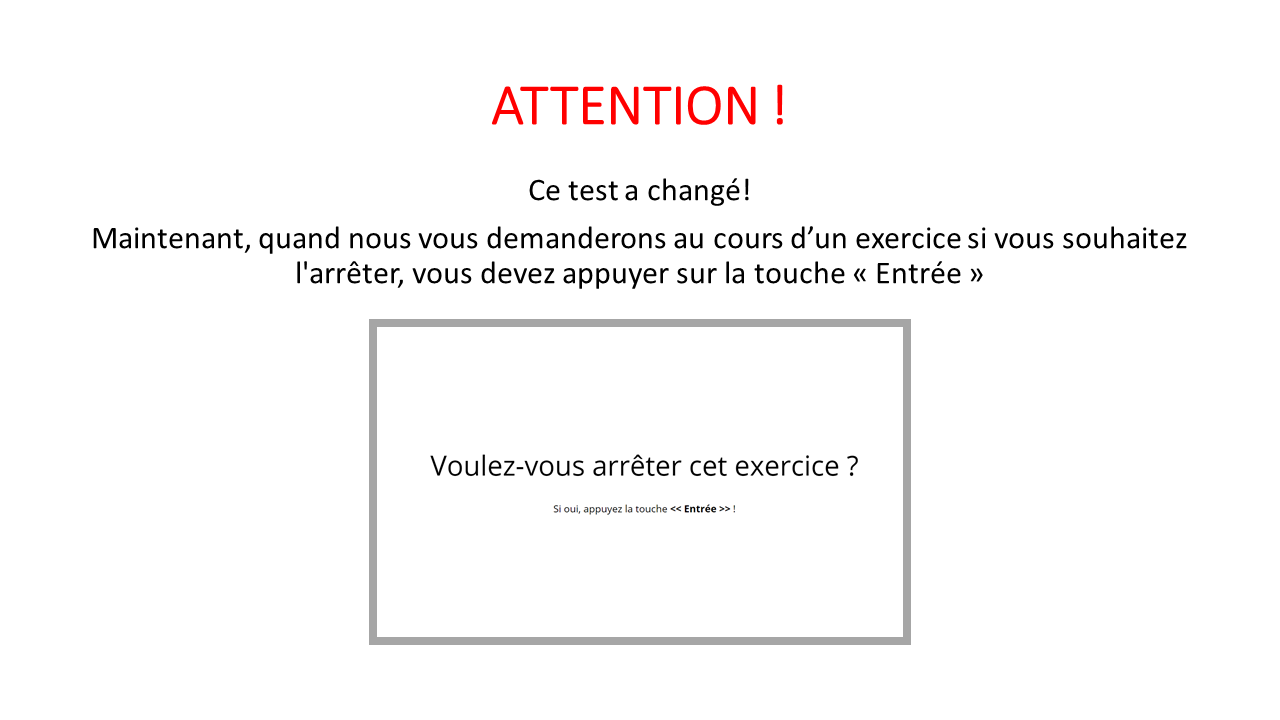 ATTENTION !
Ce test a changé!
Maintenant, quand nous vous demanderons au cours d’un exercice si vous souhaitez
l'arrêter, vous devez appuyer sur la touche « Entrée »
Voulez-vous arrêter cet exercice ?
Si oui, appuyez la touche << Entrée >> !